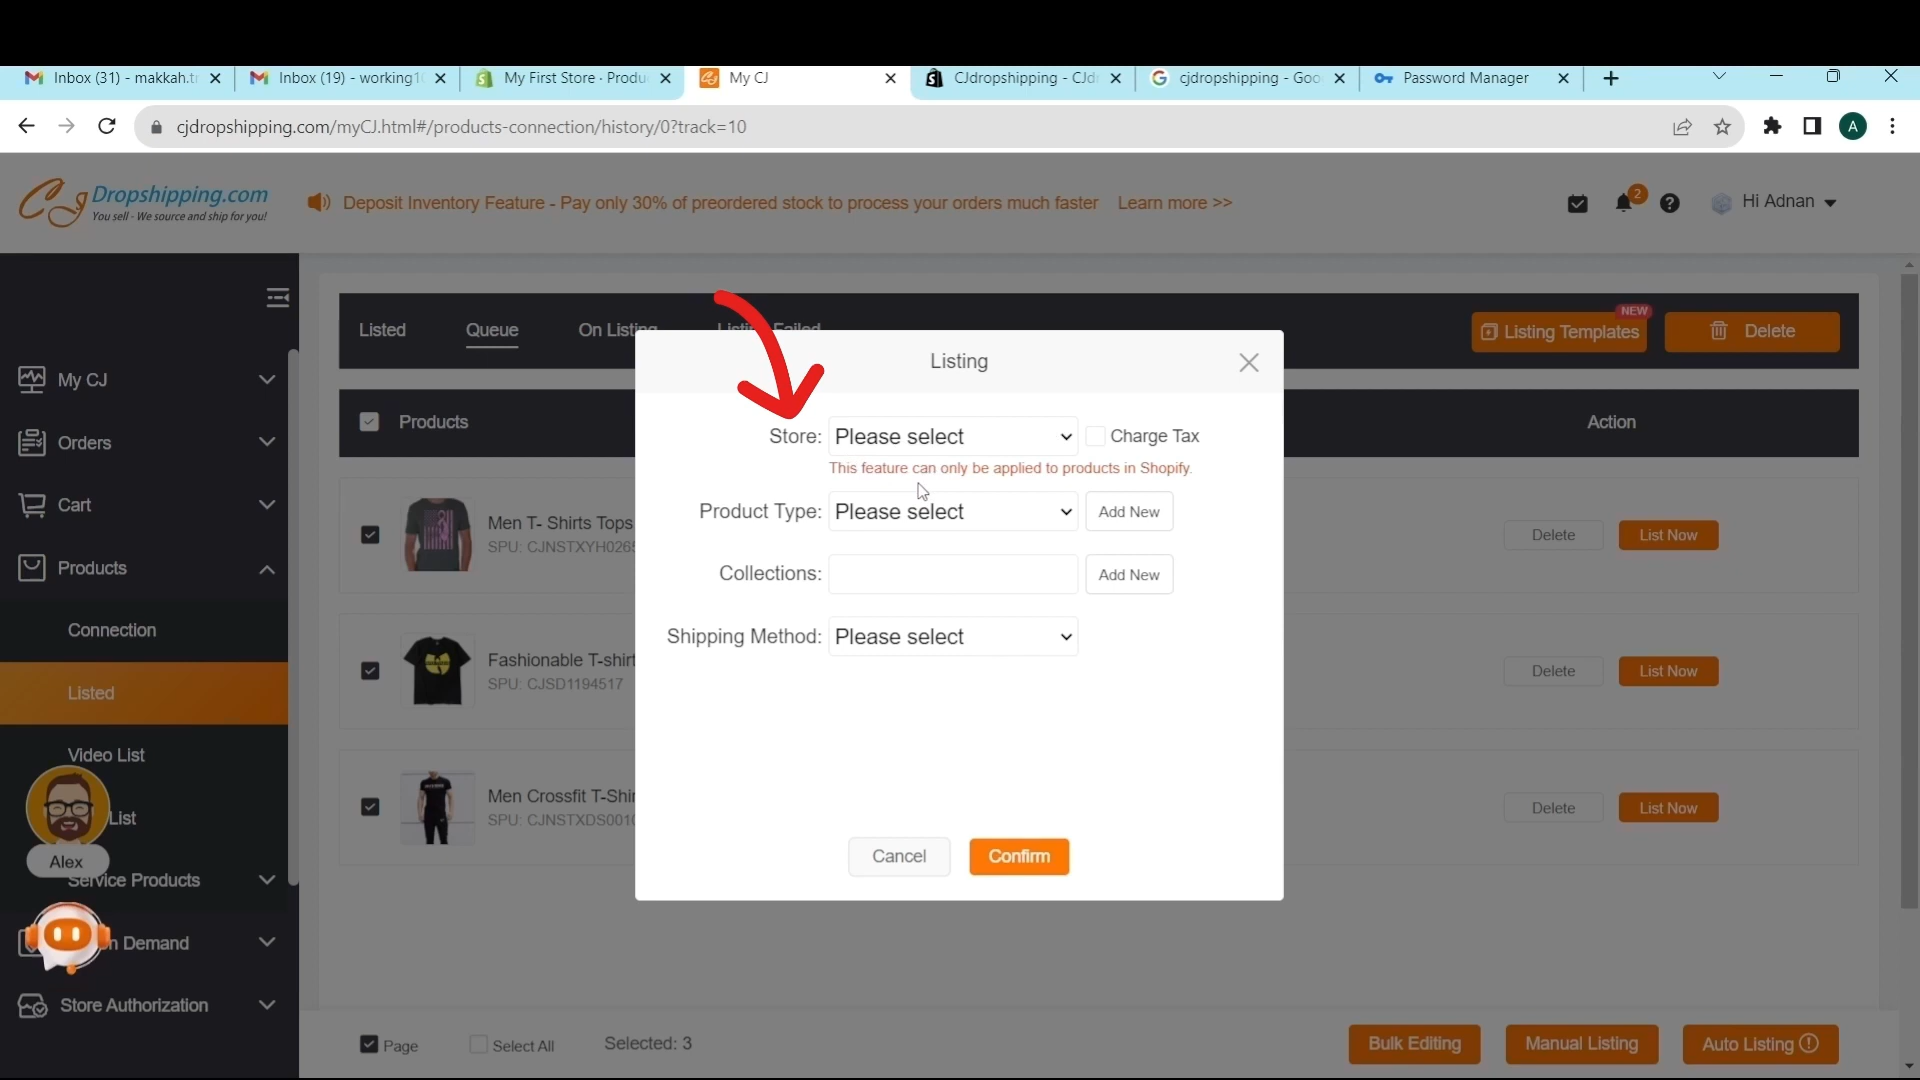 Inbox (31) - makkah.tr
Inbox (19) - working1
My First Store · Produ
My CJ
CJdropshipping - CJd
cjdropshipping - Goo
Password Manager
cjdropshipping.com/myCJ.html#/products-connection/history/0?track=10
A
CJ Dropshipping.com
You sell - We source and ship for you!
Deposit Inventory Feature - Pay only 30% of preordered stock to process your orders much faster Learn more >>
2
Hi Adnan
Listed
Queue
On Listing
Listing Failed
NEW
Listing Templates
Delete
My CJ
Orders
Cart
Products
Connection
Listed
Video List
List
Alex
Service Products
n Demand
Store Authorization
Products
Action
Men T- Shirts Tops
SPU: CJNSTXYH0265
Delete
List Now
Fashionable T-shirt
SPU: CJSD1194517
Delete
List Now
Men Crossfit T-Shir
SPU: CJNSTXDS0010
Delete
List Now
Listing
Store: Please select Charge Tax
This feature can only be applied to products in Shopify.
Product Type: Please select Add New
Collections: Add New
Shipping Method: Please select
Cancel
Confirm
Page
Select All
Selected: 3
Bulk Editing
Manual Listing
Auto Listing